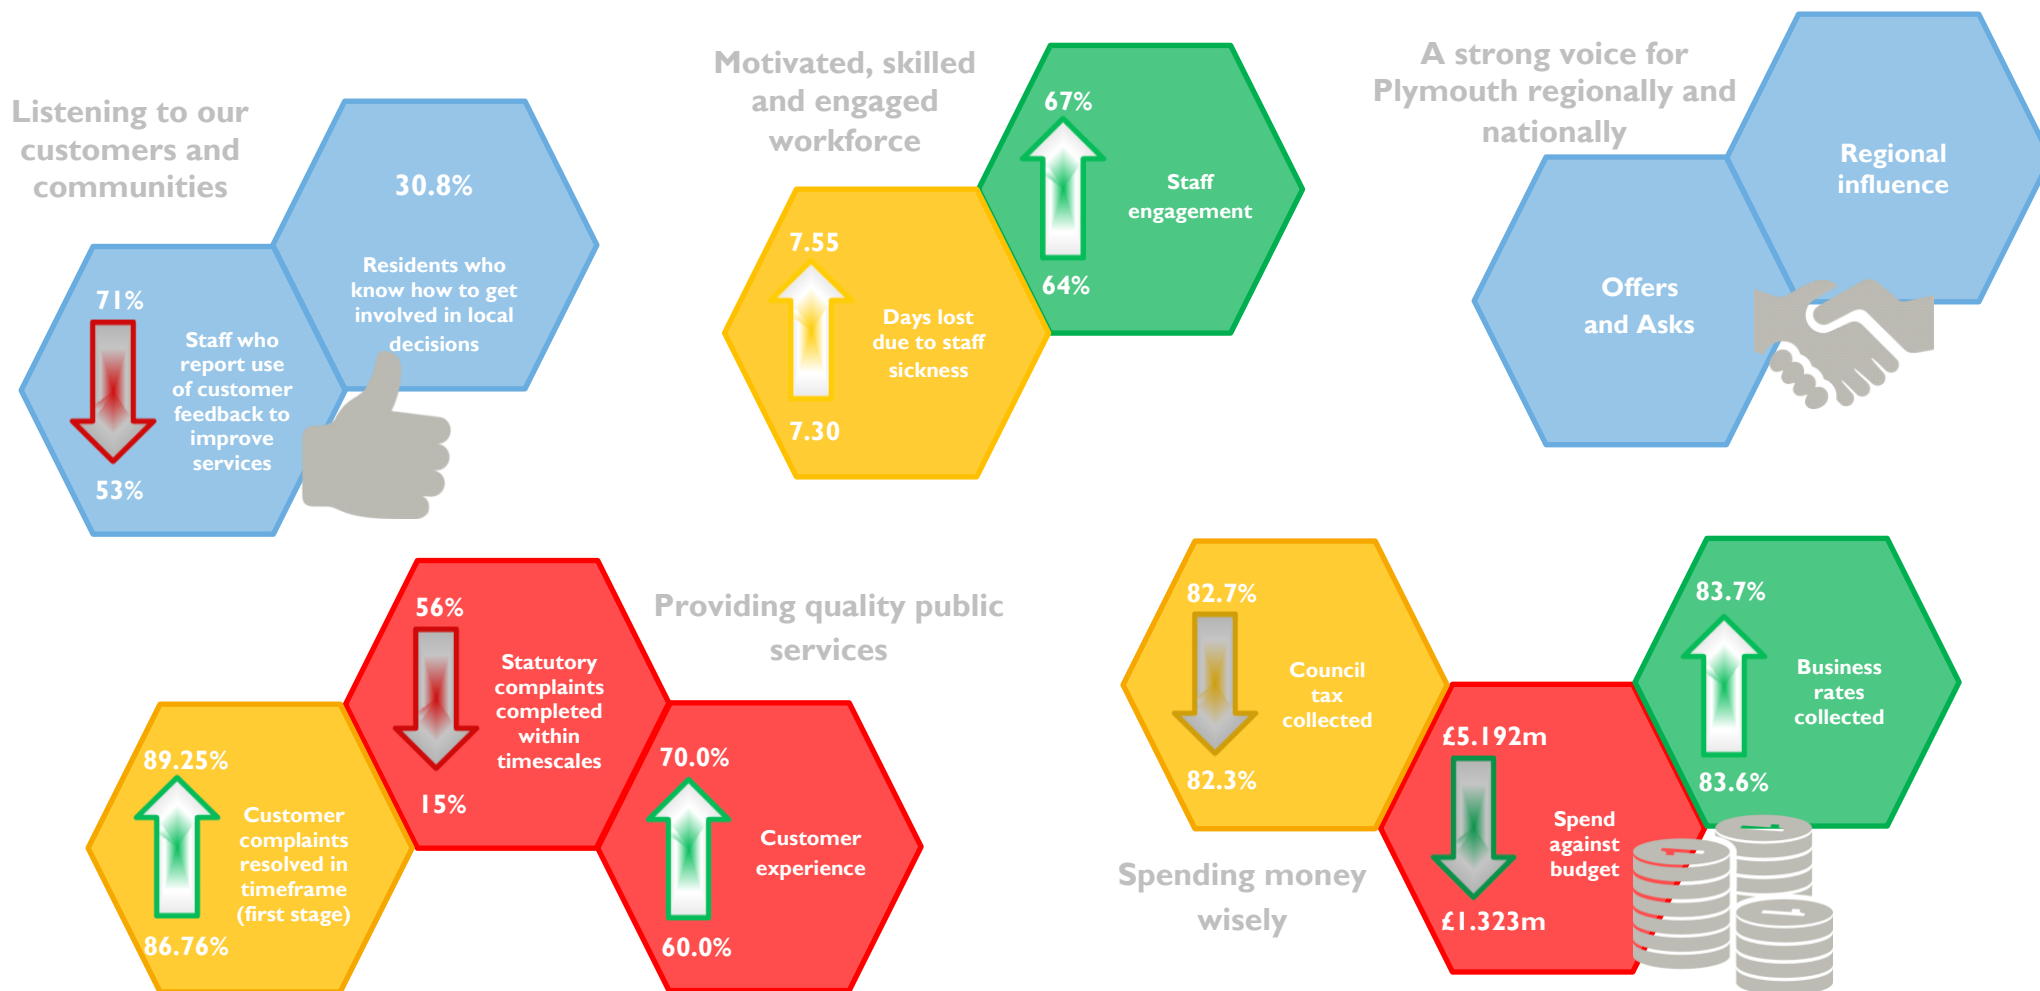 Listening to our
customers and
communities
30.8%
Residents who
know how to get
involved in local
decisions
71%
Staff who
report use
of customer
feedback to
improve
services
53%
Motivated, skilled
and engaged
workforce
67%
Staff
engagement
64%
7.55
Days lost
due to staff
sickness
7.30
A strong voice for
Plymouth regionally and
nationally
Regional
influence
Offers
and Asks
Providing quality public
services
56%
Statutory
complaints
completed
within
timescales
15%
89.25%
Customer
complaints
resolved in
timeframe
(first stage)
86.76%
70.0%
Customer
experience
60.0%
Spending money
wisely
82.7%
Council
tax
collected
82.3%
£5.192m
Spend
against
budget
£1.323m
83.7%
Business
rates
collected
83.6%
1
1
1